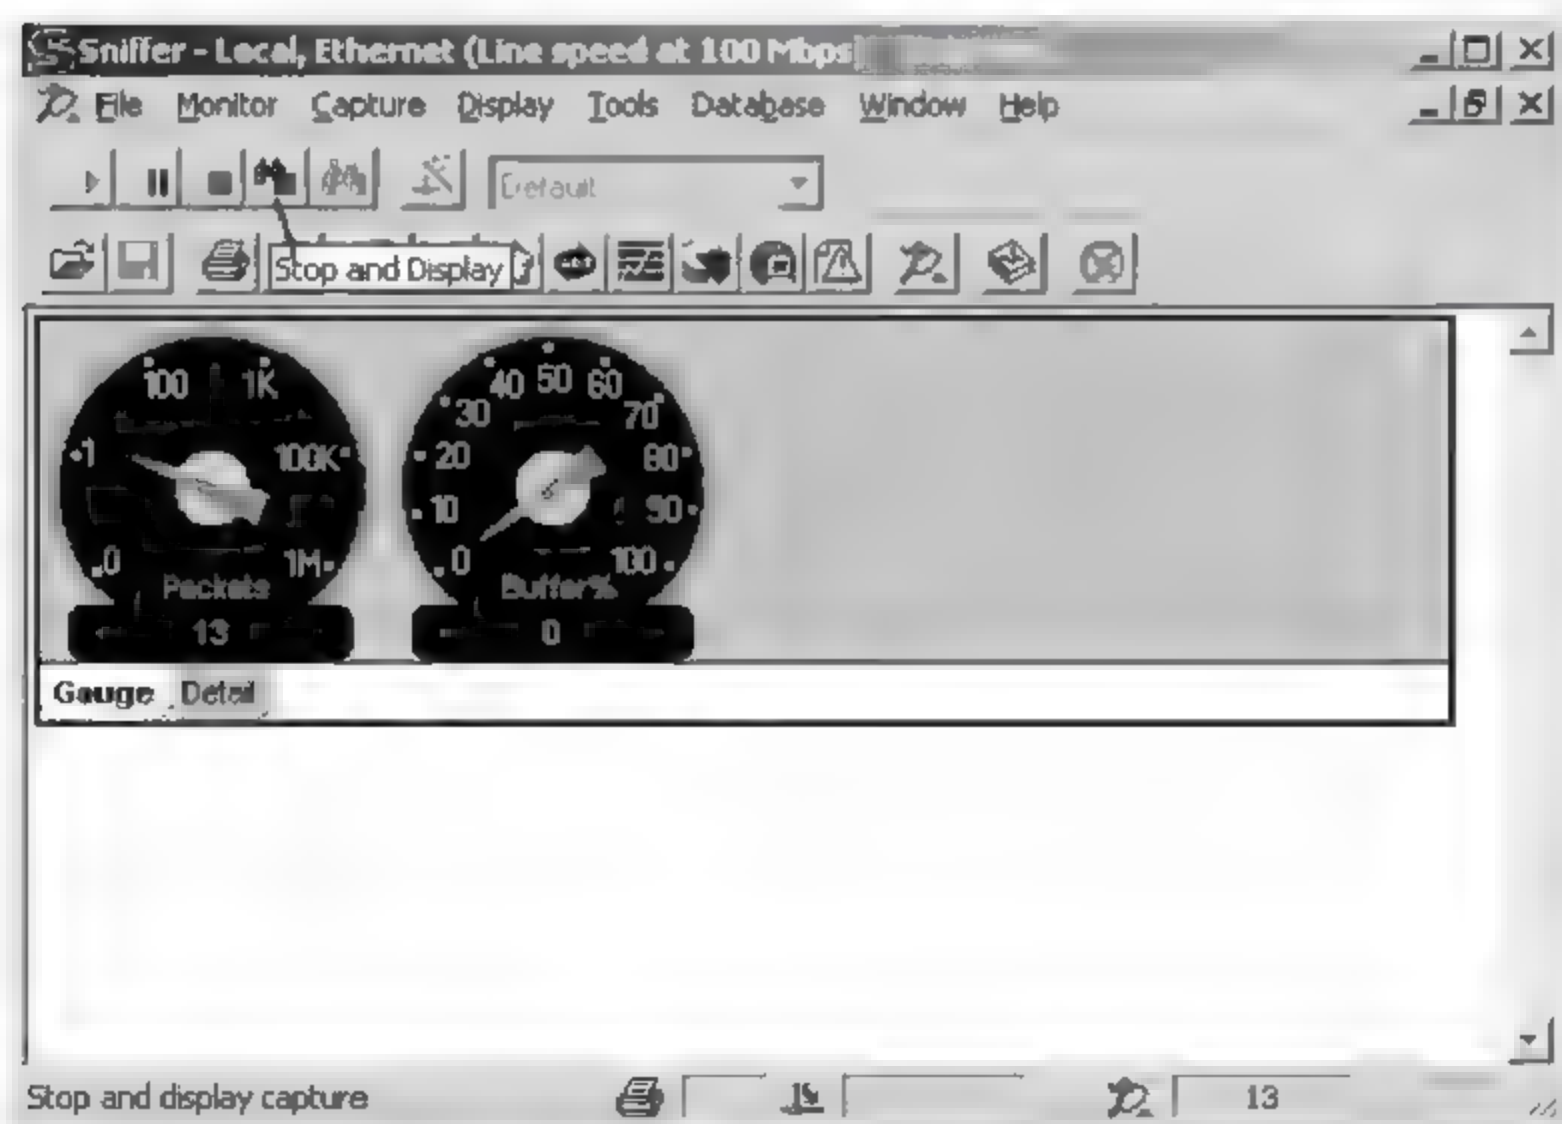 Sniffer - Local, Ethernet (Line speed at 100 Mbps)
File Monitor Capture Display Tools Database Window Help
Default
Stop and Display
100 1K
1 100K
0 1M
Packets
13
40 50 60
30 70
20 80
10 90
0 100
Buffer%
0
Gauge Detail
Stop and display capture
13